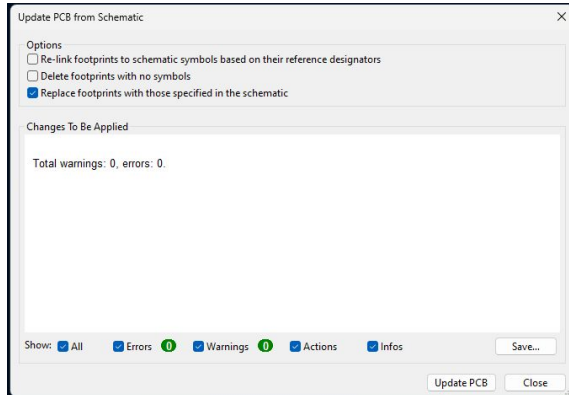 Update PCB from Schematic
Options
Re-link footprints to schematic symbols based on their reference designators
Delete footprints with no symbols
Replace footprints with those specified in the schematic
Changes To Be Applied
Total warnings: 0, errors: 0.
Show: All Errors 0 Warnings 0 Actions Infos Save...
Update PCB Close